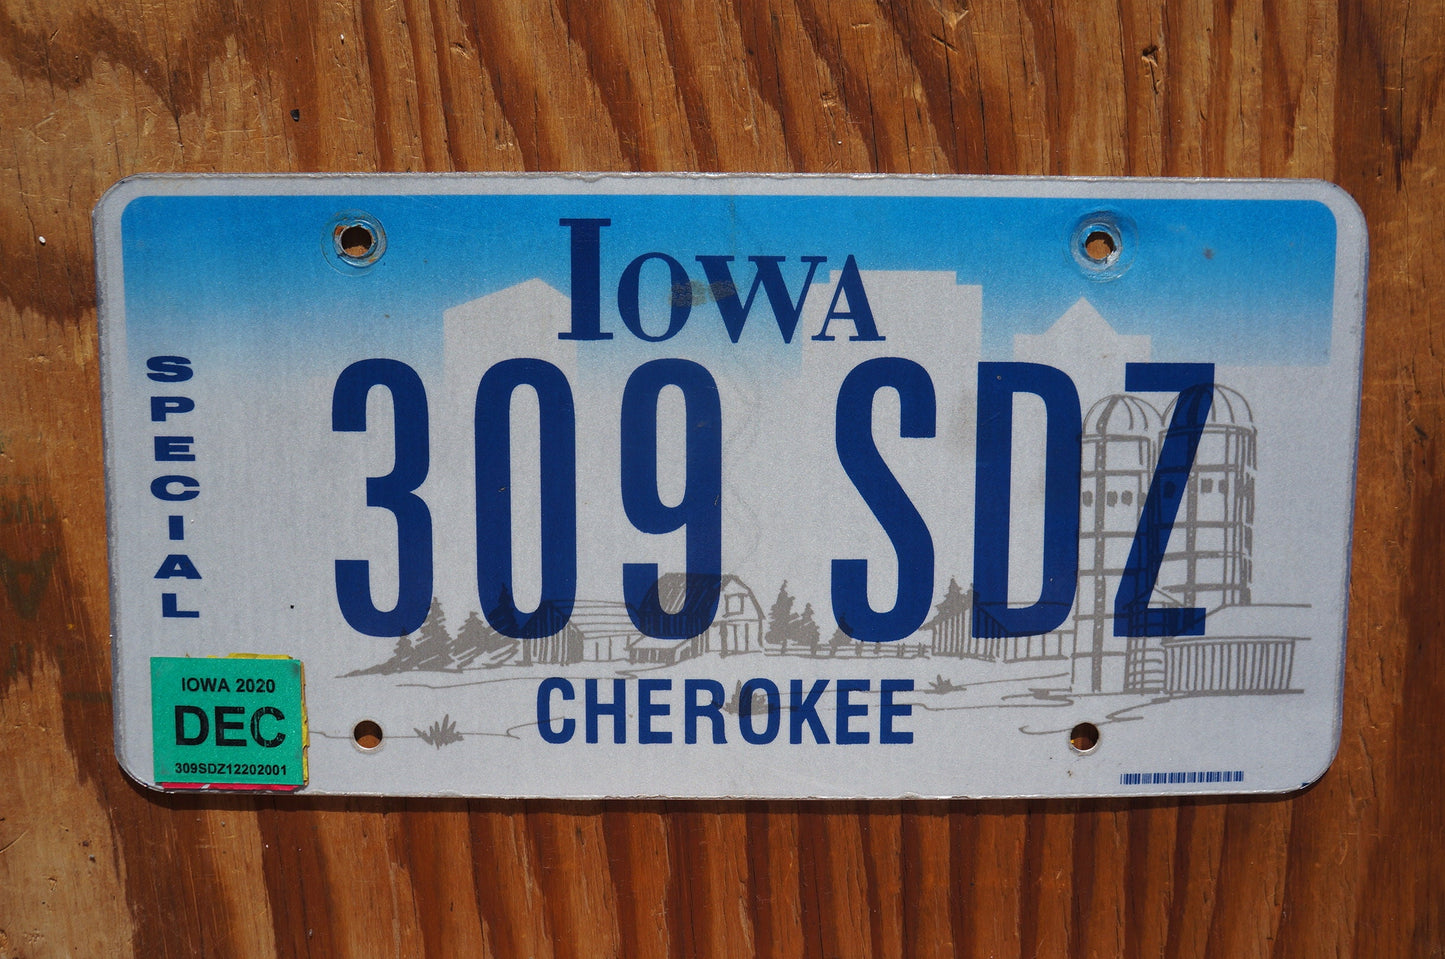 IOWA
SPECIAL
309 SDZ
IOWA 2020
DEC
309SDZ12202001
CHEROKEE